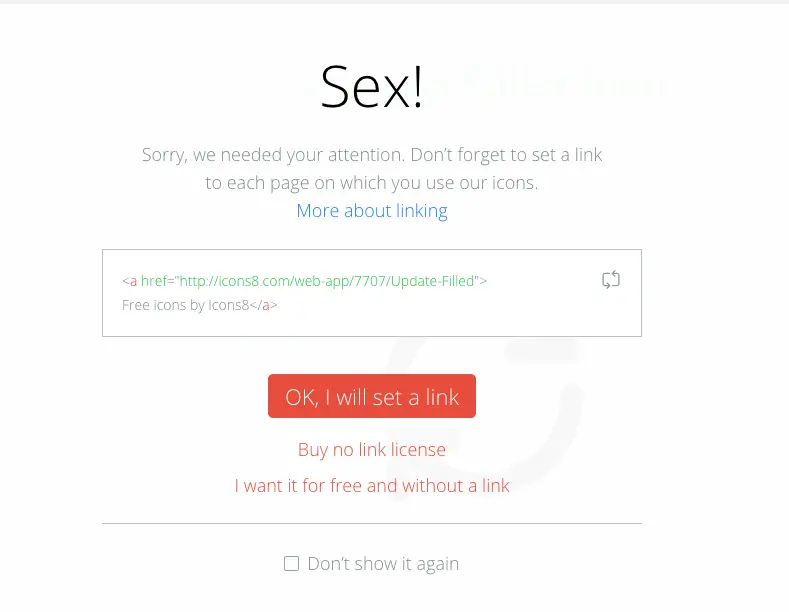 Sex!
Sorry, we needed your attention. Don’t forget to set a link
to each page on which you use our icons.
More about linking
<a href="http://icons8.com/web-app/7707/Update-Filled">
Free icons by Icons8</a>
OK, I will set a link
Buy no link license
I want it for free and without a link
Don’t show it again